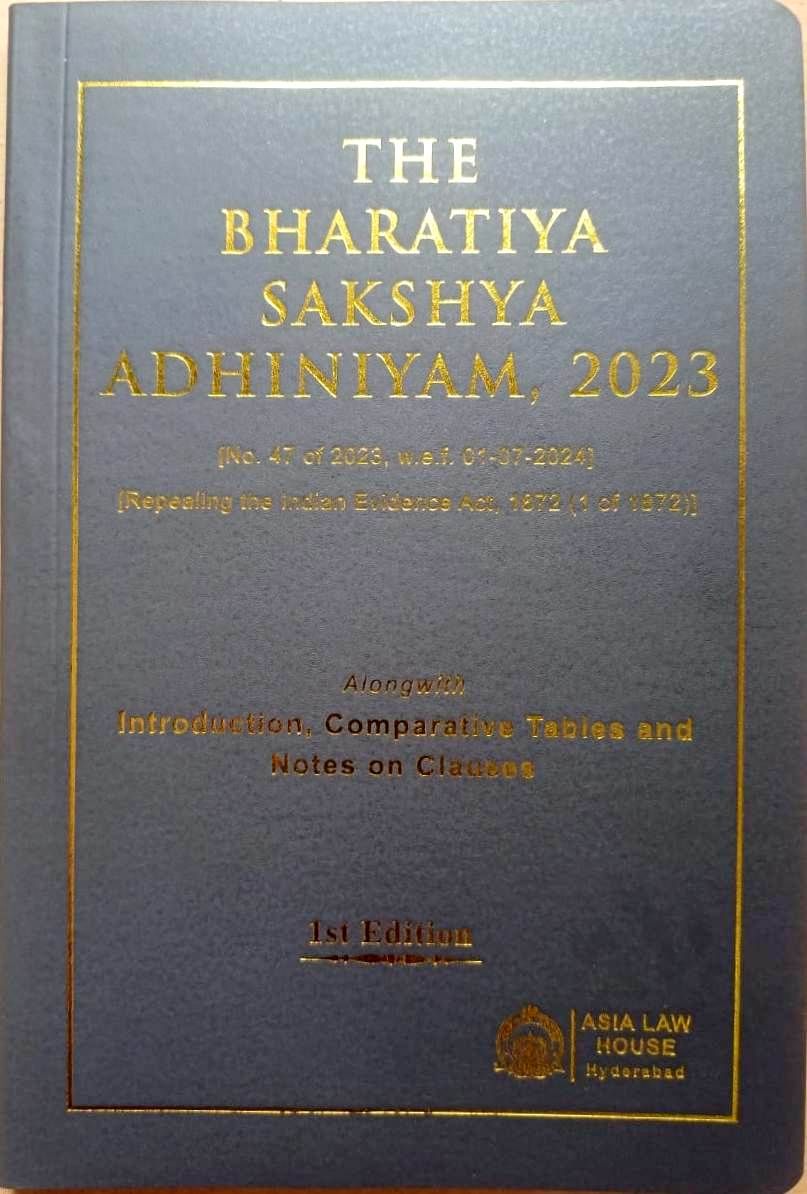 THE
BHARATIYA
SAKSHYA
ADHINIYAM, 2023
[No. 47 of 2023, w.e.f. 01-07-2024]
[Repealing the Indian Evidence Act, 1872 (1 of 1872)]
Alongwith
Introduction, Comparative Tables and
Notes on Clauses
1st Edition
ASIA LAW
HOUSE
Hyderabad